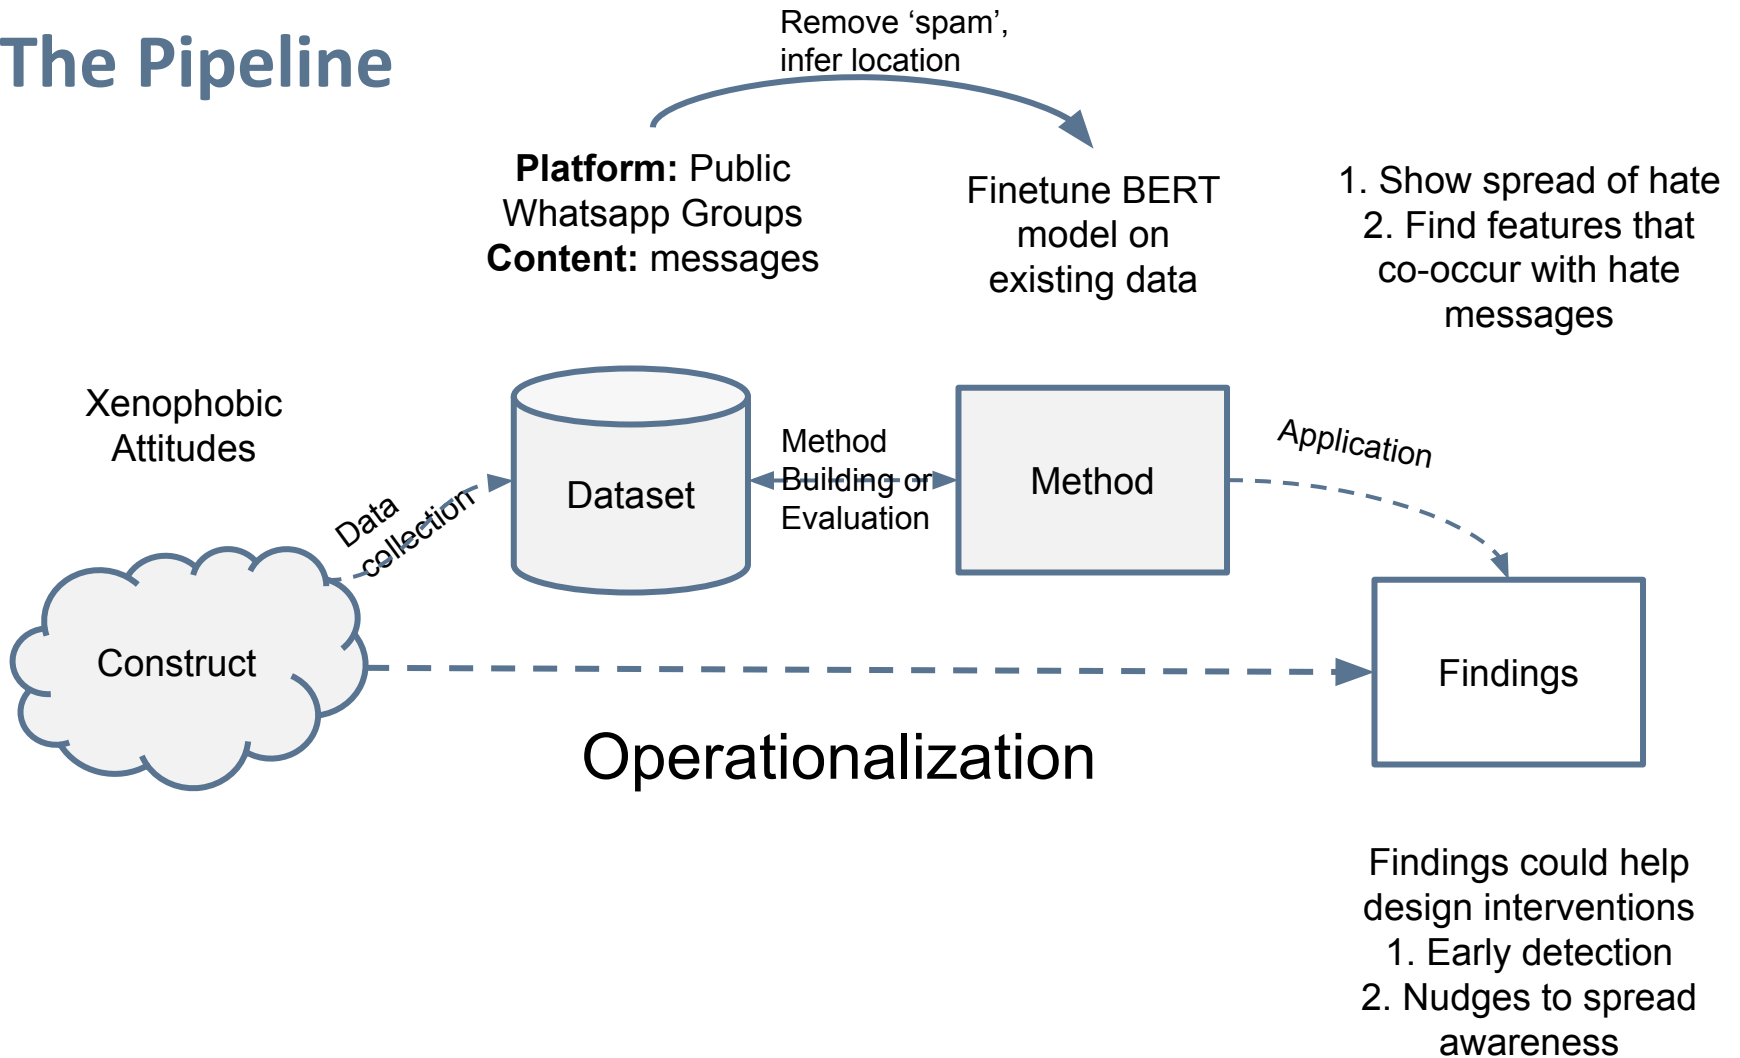 The Pipeline
Remove ‘spam’,
infer location
Platform: Public
Whatsapp Groups
Content: messages
Finetune BERT
model on
existing data
1. Show spread of hate
2. Find features that
co-occur with hate
messages
Xenophobic
Attitudes
Data
collection
Dataset
Method
Building or
Evaluation
Method
Application
Construct
Findings
Operationalization
Findings could help
design interventions
1. Early detection
2. Nudges to spread
awareness